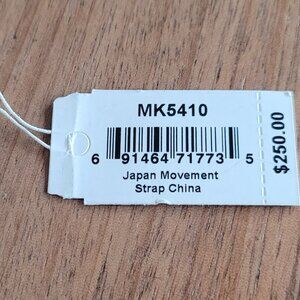 MK5410
6 91464 71773 5
Japan Movement
Strap China
$250.00